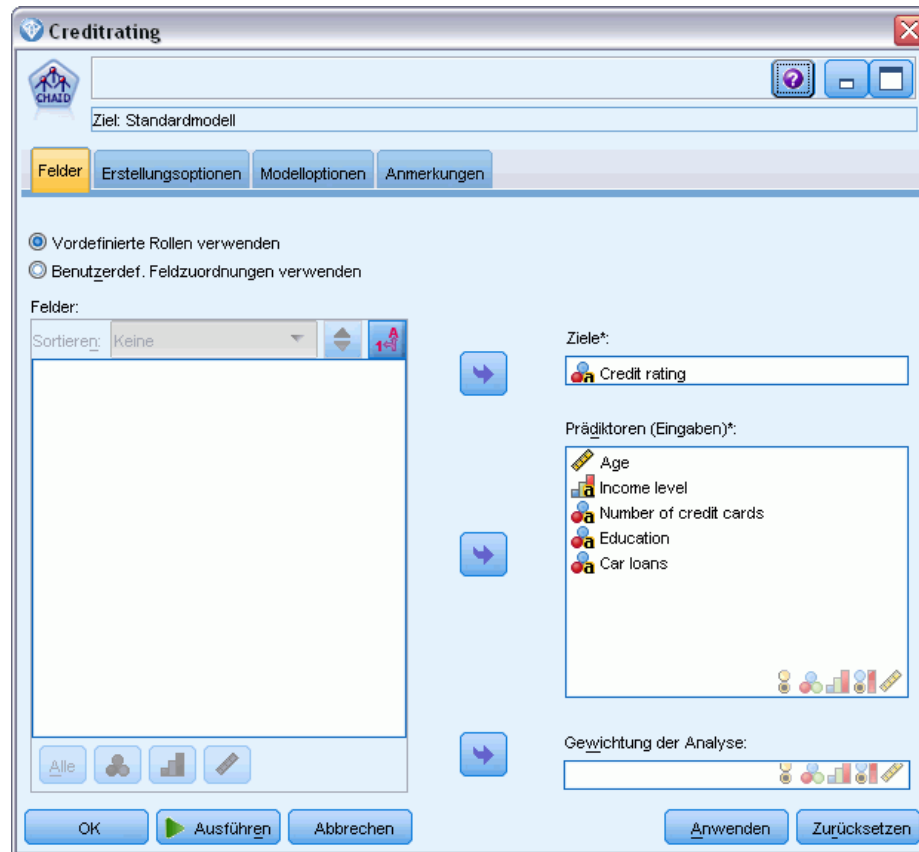 Creditrating
CHAID
Ziel: Standardmodell
Felder Erstellungsoptionen Modelloptionen Anmerkungen
Vordefinierte Rollen verwenden
Benutzerdef. Feldzuordnungen verwenden
Felder:
Sortieren: Keine
Ziele*:
Credit rating
Prädiktoren (Eingaben)*:
Age
Income level
Number of credit cards
Education
Car loans
Gewichtung der Analyse:
Alle
OK Ausführen Abbrechen Anwenden Zurücksetzen